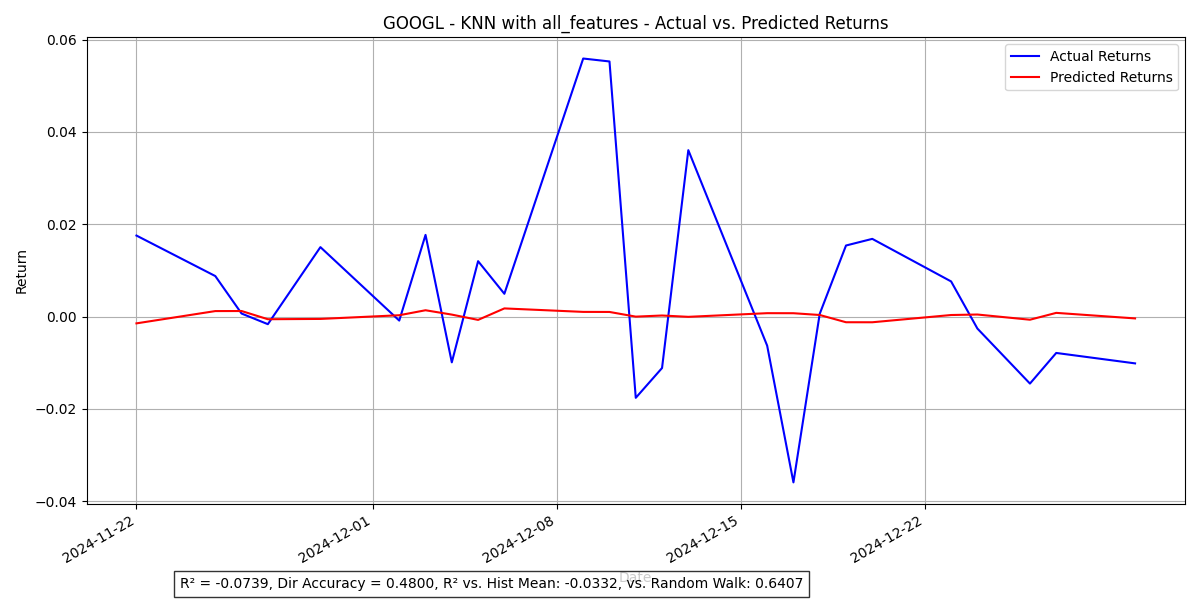 GOOGL - KNN with all_features - Actual vs. Predicted Returns
0.06
0.04
0.02
0.00
−0.02
−0.04
Return
Actual Returns
Predicted Returns
2024-11-22
2024-12-01
2024-12-08
2024-12-15
2024-12-22
Date
R² = -0.0739, Dir Accuracy = 0.4800, R² vs. Hist Mean: -0.0332, vs. Random Walk: 0.6407